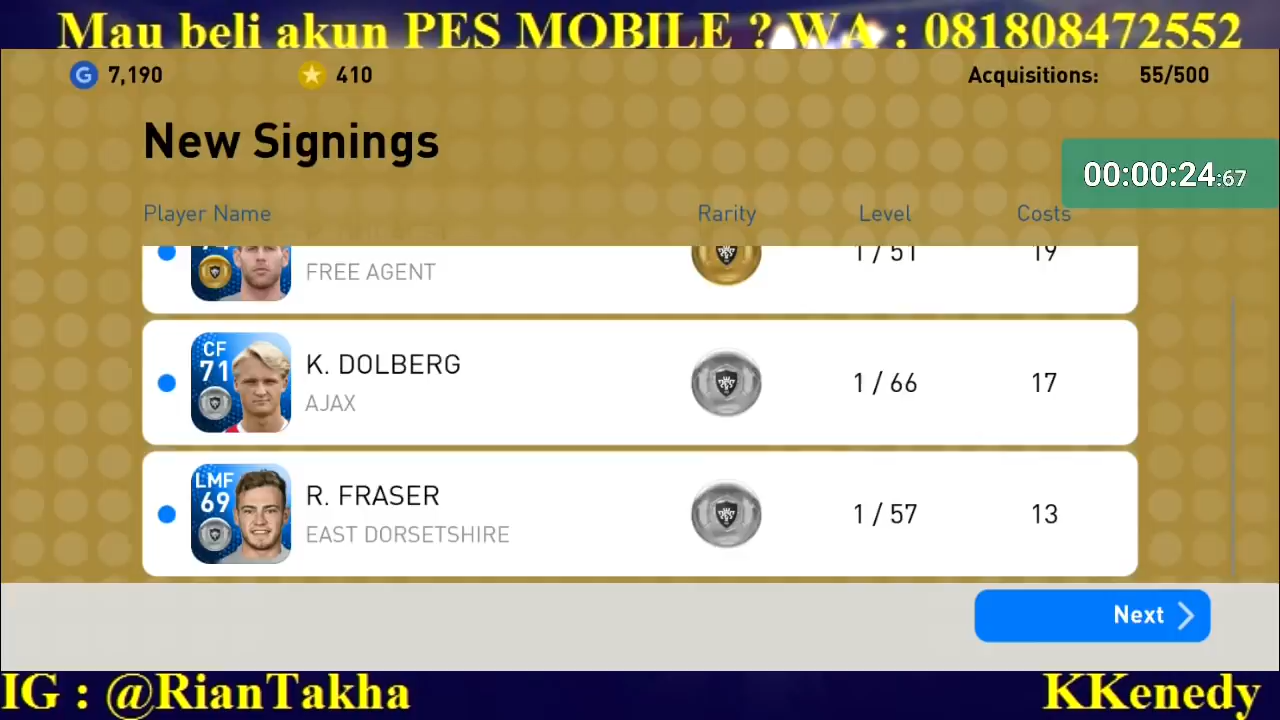 Mau beli akun PES MOBILE ? WA : 081808472552
G 7,190 410 Acquisitions: 55/500
New Signings
00:00:24:67
Player Name Rarity Level Costs
FREE AGENT 1 / 51 19
CF
71
K. DOLBERG
AJAX
1 / 66 17
LMF
69
R. FRASER
EAST DORSETSHIRE
1 / 57 13
Next
IG : @RianTakha KKenedy